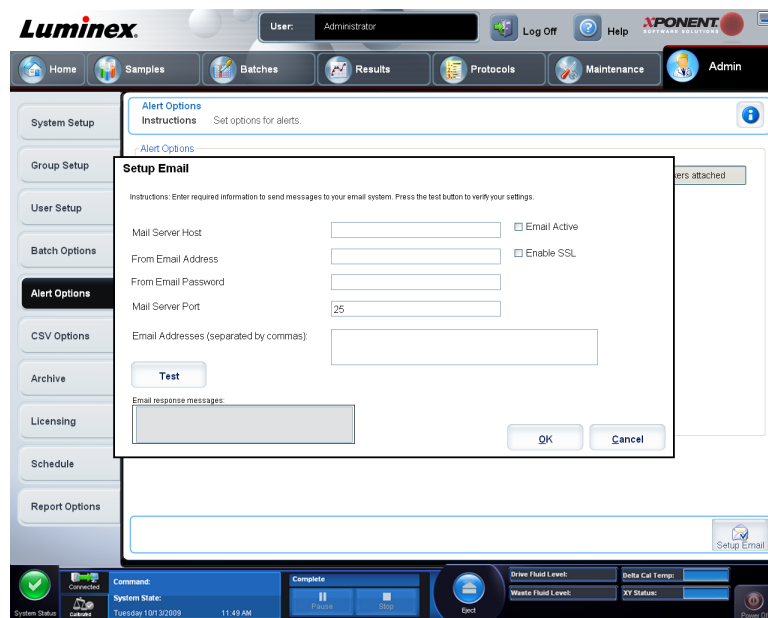 Luminex.
User: Administrator
Log Off
Help
XPONENT.
SOFTWARE SOLUTIONS
Home
Samples
Batches
Results
Protocols
Maintenance
Admin
System Setup
Group Setup
User Setup
Batch Options
Alert Options
CSV Options
Archive
Licensing
Schedule
Report Options
Alert Options
Instructions Set options for alerts.
Alert Options
kers attached
Setup Email
Instructions: Enter required information to send messages to your email system. Press the test button to verify your settings.
Mail Server Host
Email Active
From Email Address
Enable SSL
From Email Password
Mail Server Port 25
Email Addresses (separated by commas):
Test
Email response messages:
OK
Cancel
Setup Email
System Status
Connected
Calibrated
Command:
System State:
Tuesday 10/13/2009 11:49 AM
Complete
Pause
Stop
Eject
Drive Fluid Level:
Waste Fluid Level:
Delta Cal Temp:
XY Status:
Power Of